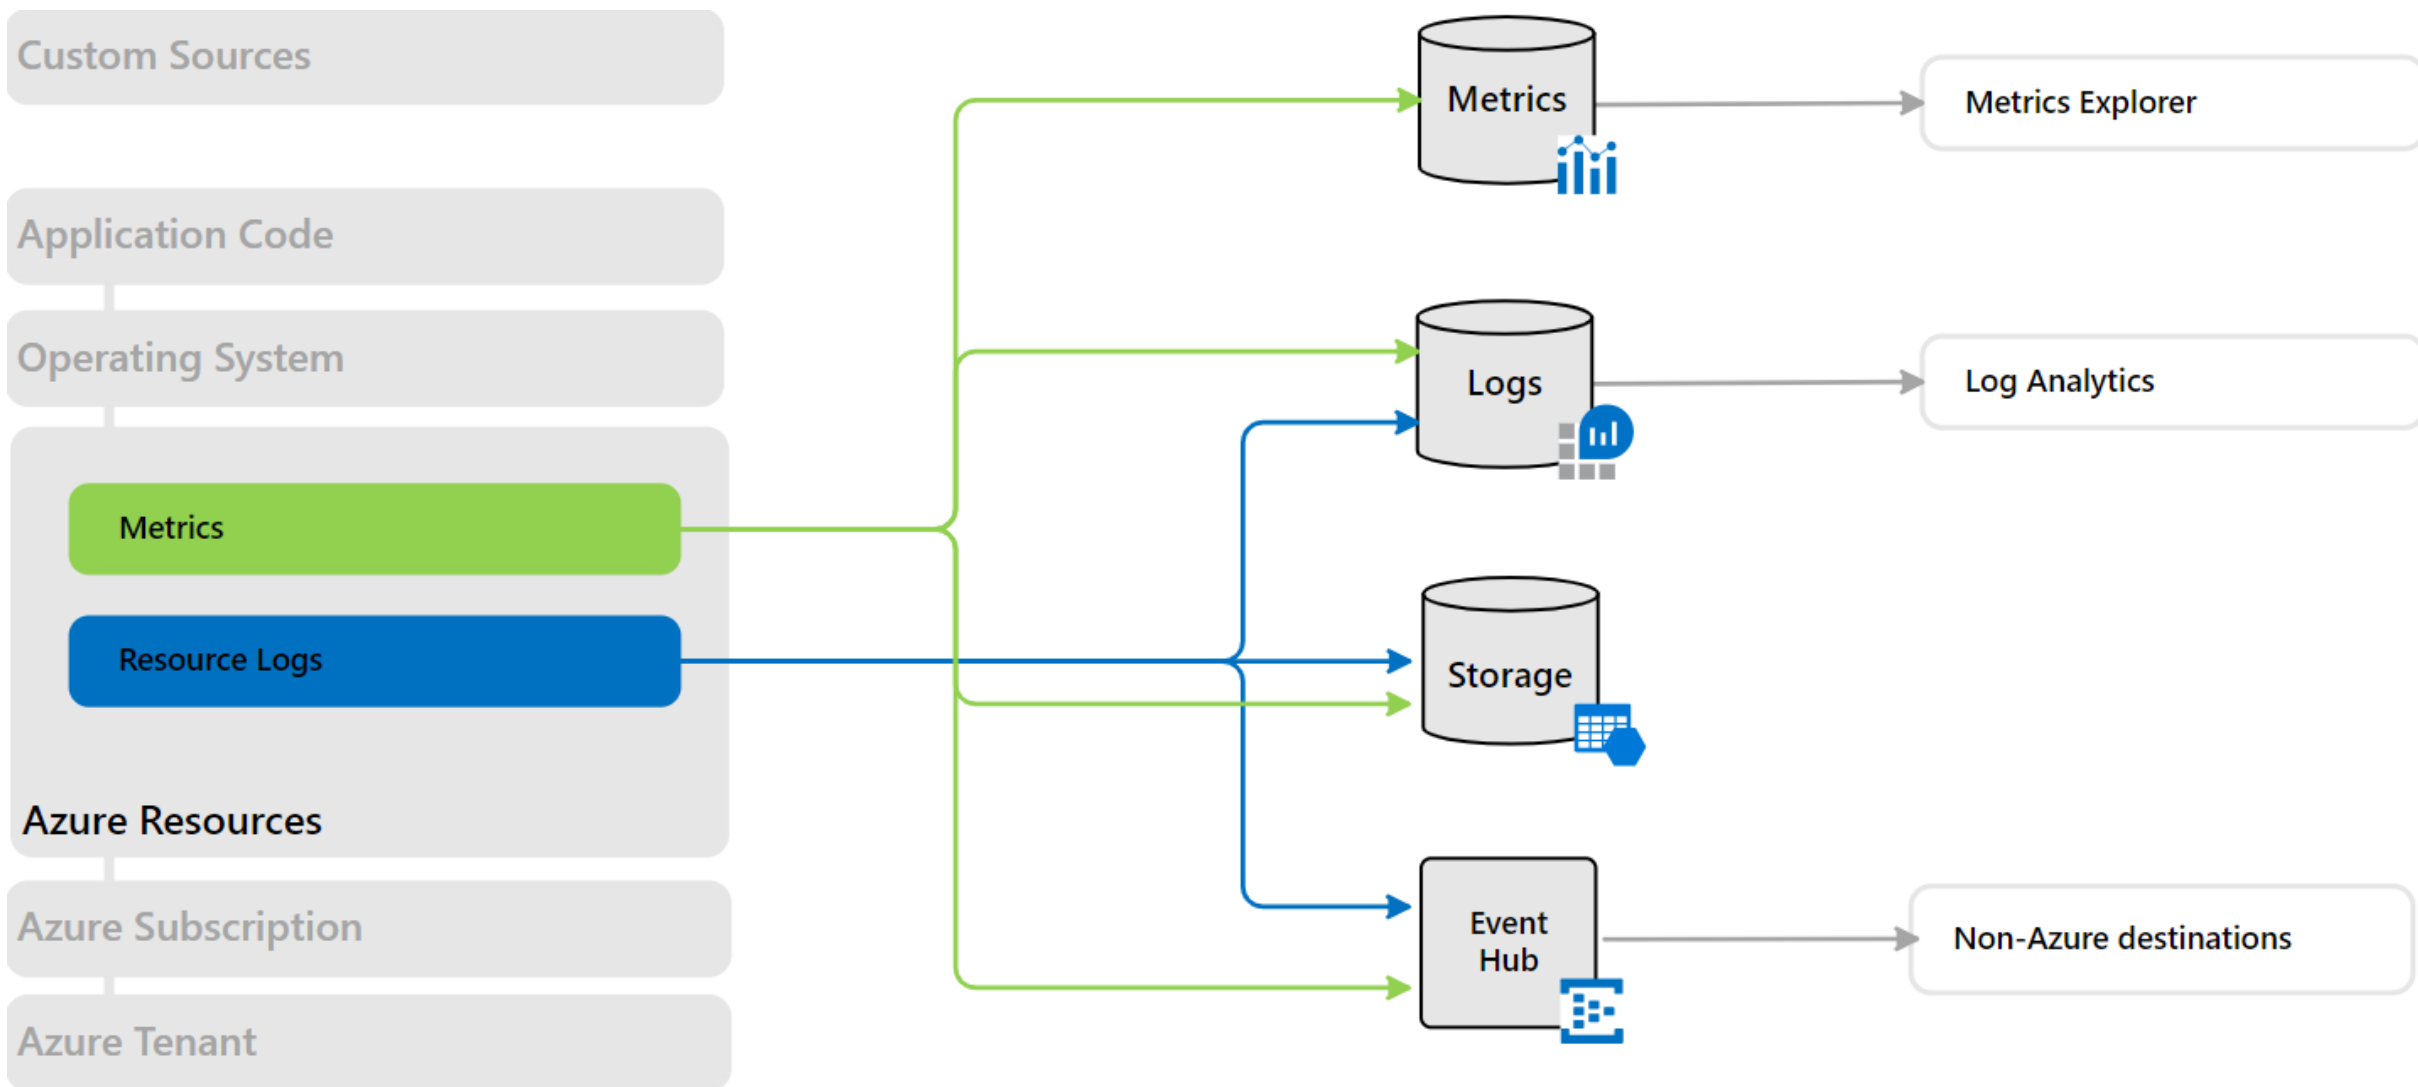 Custom Sources
Application Code
Operating System
Metrics
Resource Logs
Azure Resources
Azure Subscription
Azure Tenant
Metrics
Logs
Storage
Event
Hub
Metrics Explorer
Log Analytics
Non-Azure destinations